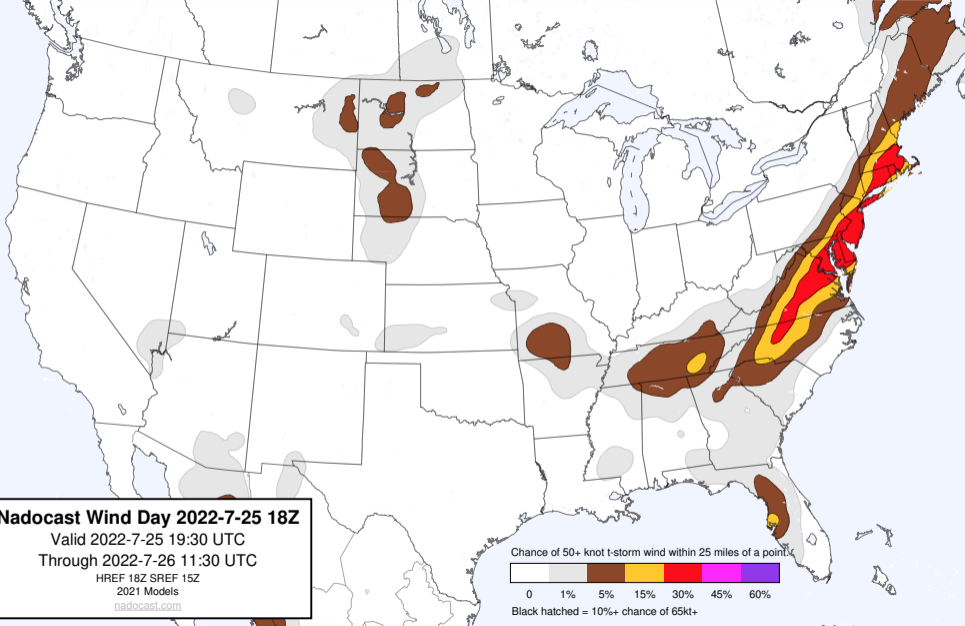 Nadocast Wind Day 2022-7-25 18Z
Valid 2022-7-25 19:30 UTC
Through 2022-7-26 11:30 UTC
HREF 18Z SREF 15Z
2021 Models
nadocast.com
Chance of 50+ knot t-storm wind within 25 miles of a point.
0 1% 5% 15% 30% 45% 60%
Black hatched = 10%+ chance of 65kt+